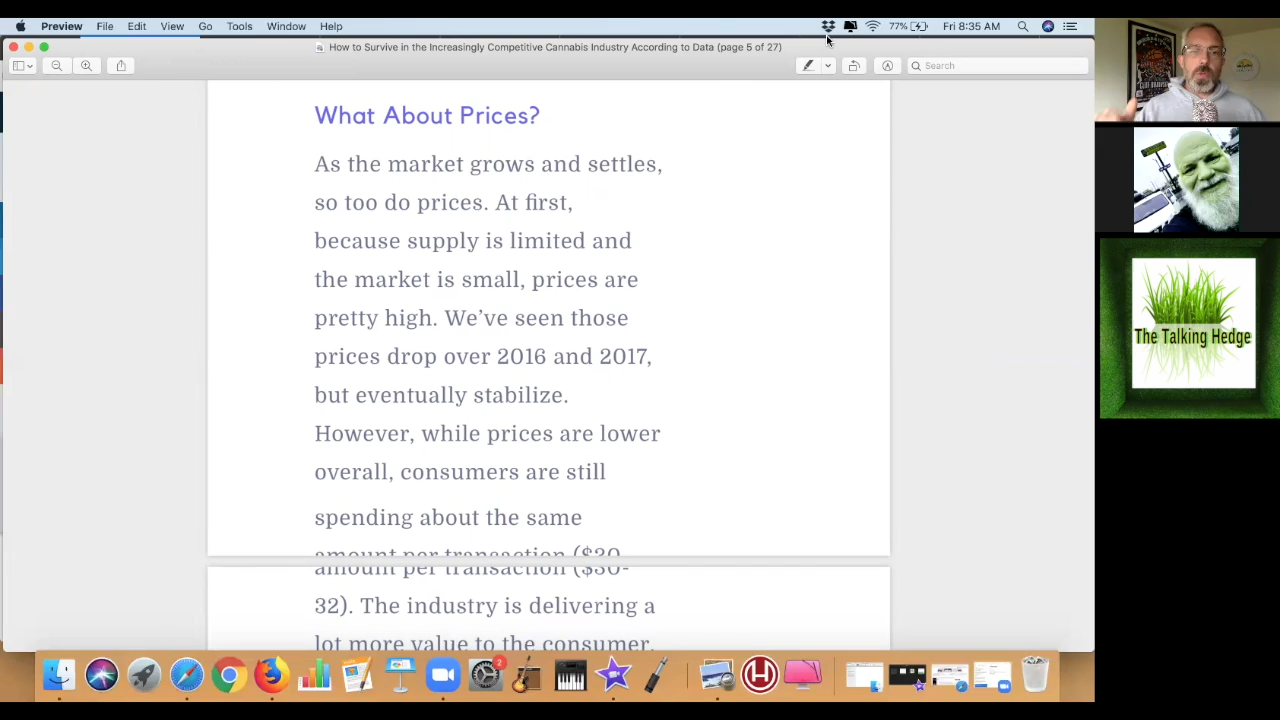 Preview File Edit View Go Tools Window Help 77% Fri 8:35 AM
How to Survive in the Increasingly Competitive Cannabis Industry According to Data (page 5 of 27)
Search
What About Prices?
As the market grows and settles,
so too do prices. At first,
because supply is limited and
the market is small, prices are
pretty high. We’ve seen those
prices drop over 2016 and 2017,
but eventually stabilize.
However, while prices are lower
overall, consumers are still
spending about the same
amount per transaction ($30
amount per transaction ($30-
32). The industry is delivering a
lot more value to the consumer.
The Talking Hedge
2